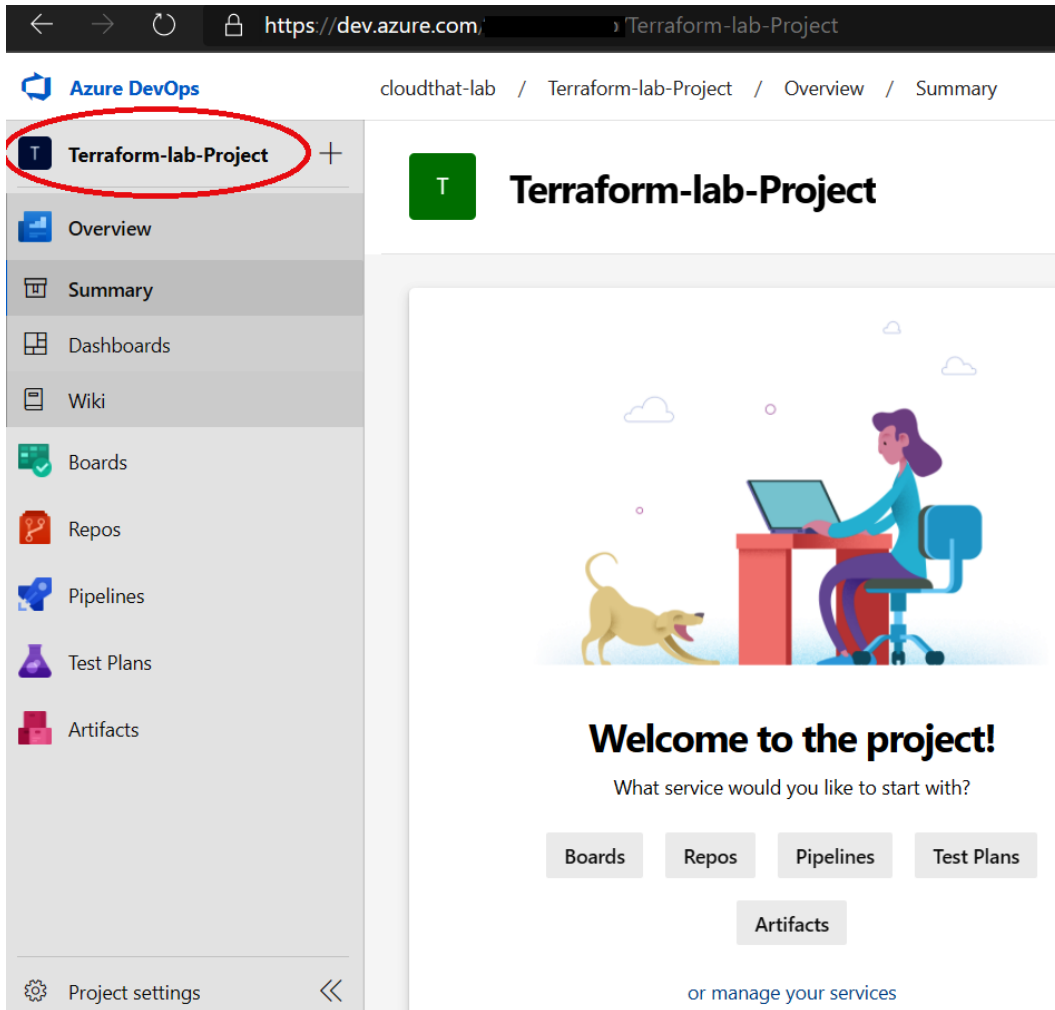 https://dev.azure.com/ /Terraform-lab-Project
Azure DevOps
cloudthat-lab / Terraform-lab-Project / Overview / Summary
T Terraform-lab-Project
T Terraform-lab-Project
Overview
Summary
Dashboards
Wiki
Boards
Repos
Pipelines
Test Plans
Artifacts
Welcome to the project!
What service would you like to start with?
Boards Repos Pipelines Test Plans
Artifacts
or manage your services
Project settings